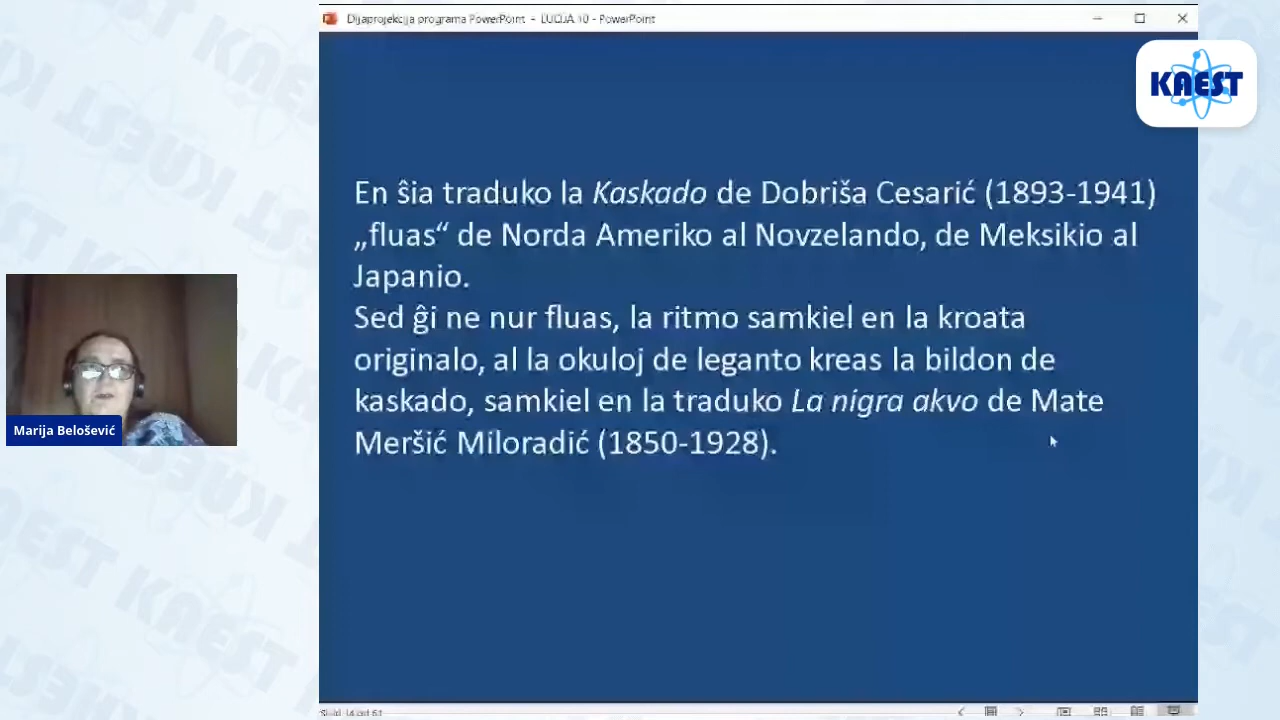 Dijaprojekcija programa PowerPoint - LUCIJA 10 - PowerPoint
KAEST
En ŝia traduko la Kaskado de Dobriša Cesarić (1893-1941)
„fluas“ de Norda Ameriko al Novzelando, de Meksikio al
Japanio.
Sed ĝi ne nur fluas, la ritmo samkiel en la kroata
originalo, al la okuloj de leganto kreas la bildon de
kaskado, samkiel en la traduko La nigra akvo de Mate
Meršić Miloradić (1850-1928).
Marija Belošević